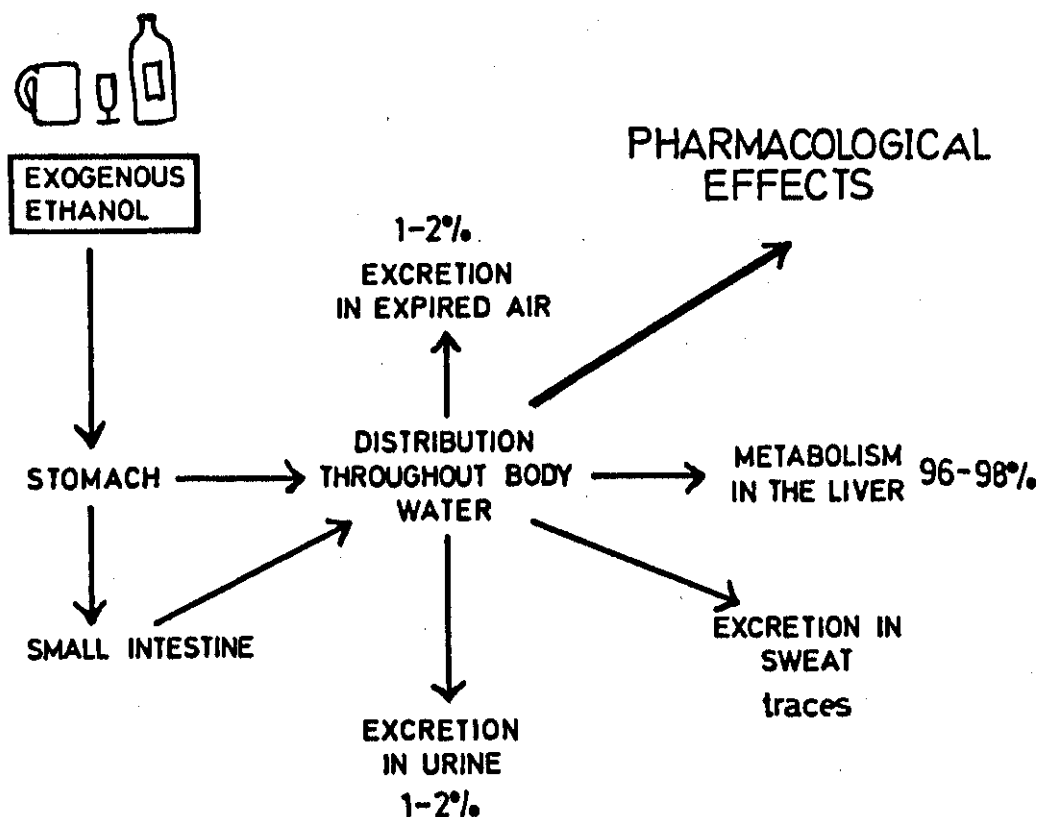 EXOGENOUS
ETHANOL
PHARMACOLOGICAL
EFFECTS
1-2%
EXCRETION
IN EXPIRED AIR
STOMACH
DISTRIBUTION
THROUGHOUT BODY
WATER
METABOLISM
IN THE LIVER 96-98%
SMALL INTESTINE
EXCRETION IN
SWEAT
traces
EXCRETION
IN URINE
1-2%